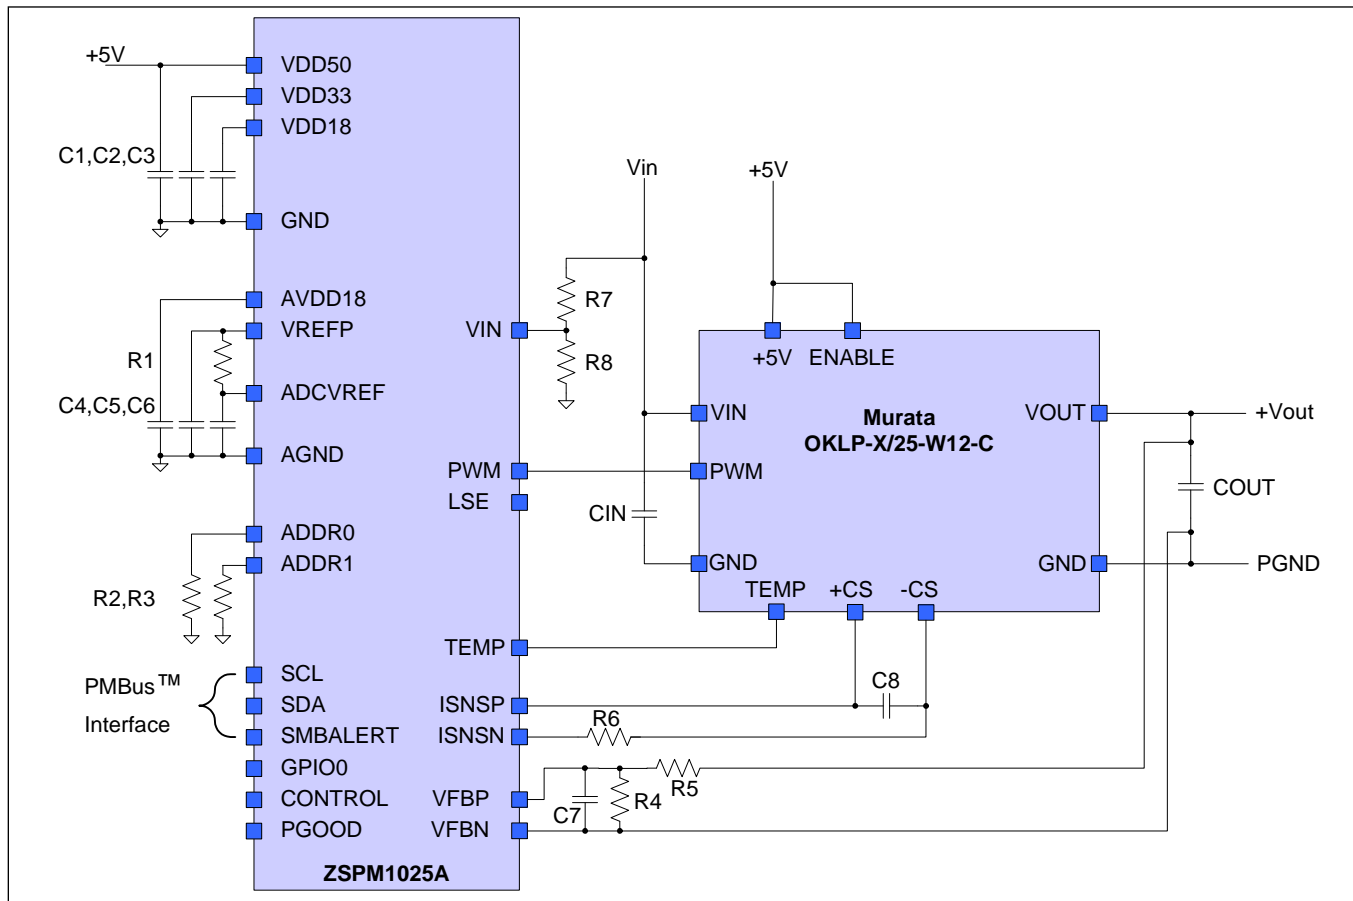 +5V
VDD50
VDD33
VDD18
C1,C2,C3
GND
AVDD18
VREFP
R1
ADCVREF
C4,C5,C6
AGND
ADDR0
ADDR1
R2,R3
PMBus™
Interface
SCL
SDA
SMBALERT
GPIO0
CONTROL
PGOOD
VIN
PWM
LSE
TEMP
ISNSP
ISNSN
VFBP
VFBN
ZSPM1025A
Vin
+5V
R7
R8
CIN
+5V
ENABLE
VIN
PWM
GND
Murata
OKLP-X/25-W12-C
VOUT
GND
TEMP
+CS
-CS
+Vout
COUT
PGND
C8
R6
R5
R4
C7